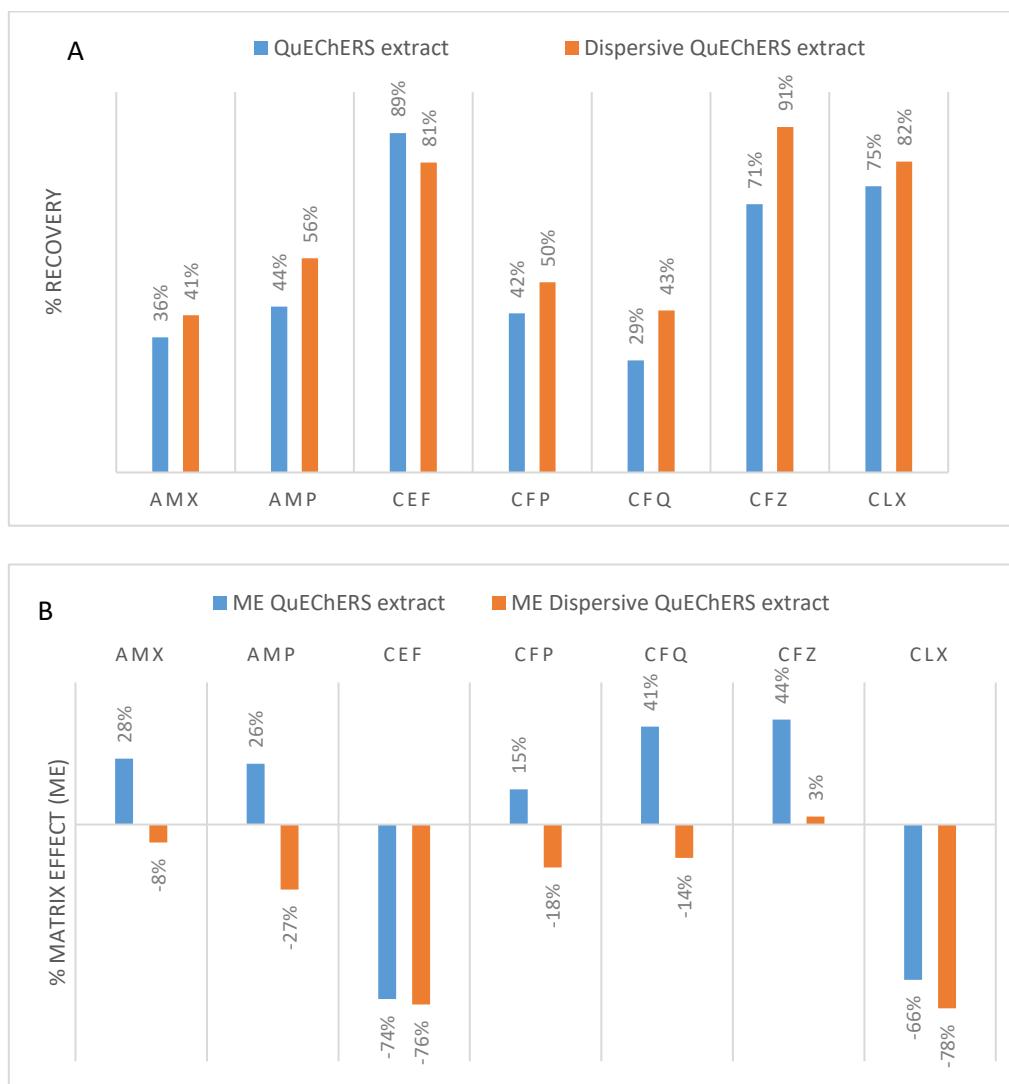 A
QuEChERS extract
Dispersive QuEChERS extract
% RECOVERY
36%
41%
44%
56%
89%
81%
42%
50%
29%
43%
71%
91%
75%
82%
AMX AMP CEF CFP CFQ CFZ CLX
B
ME QuEChERS extract
ME Dispersive QuEChERS extract
AMX AMP CEF CFP CFQ CFZ CLX
% MATRIX EFFECT (ME)
28%
-8%
26%
-27%
-74%
-76%
15%
-18%
41%
-14%
44%
3%
-66%
-78%